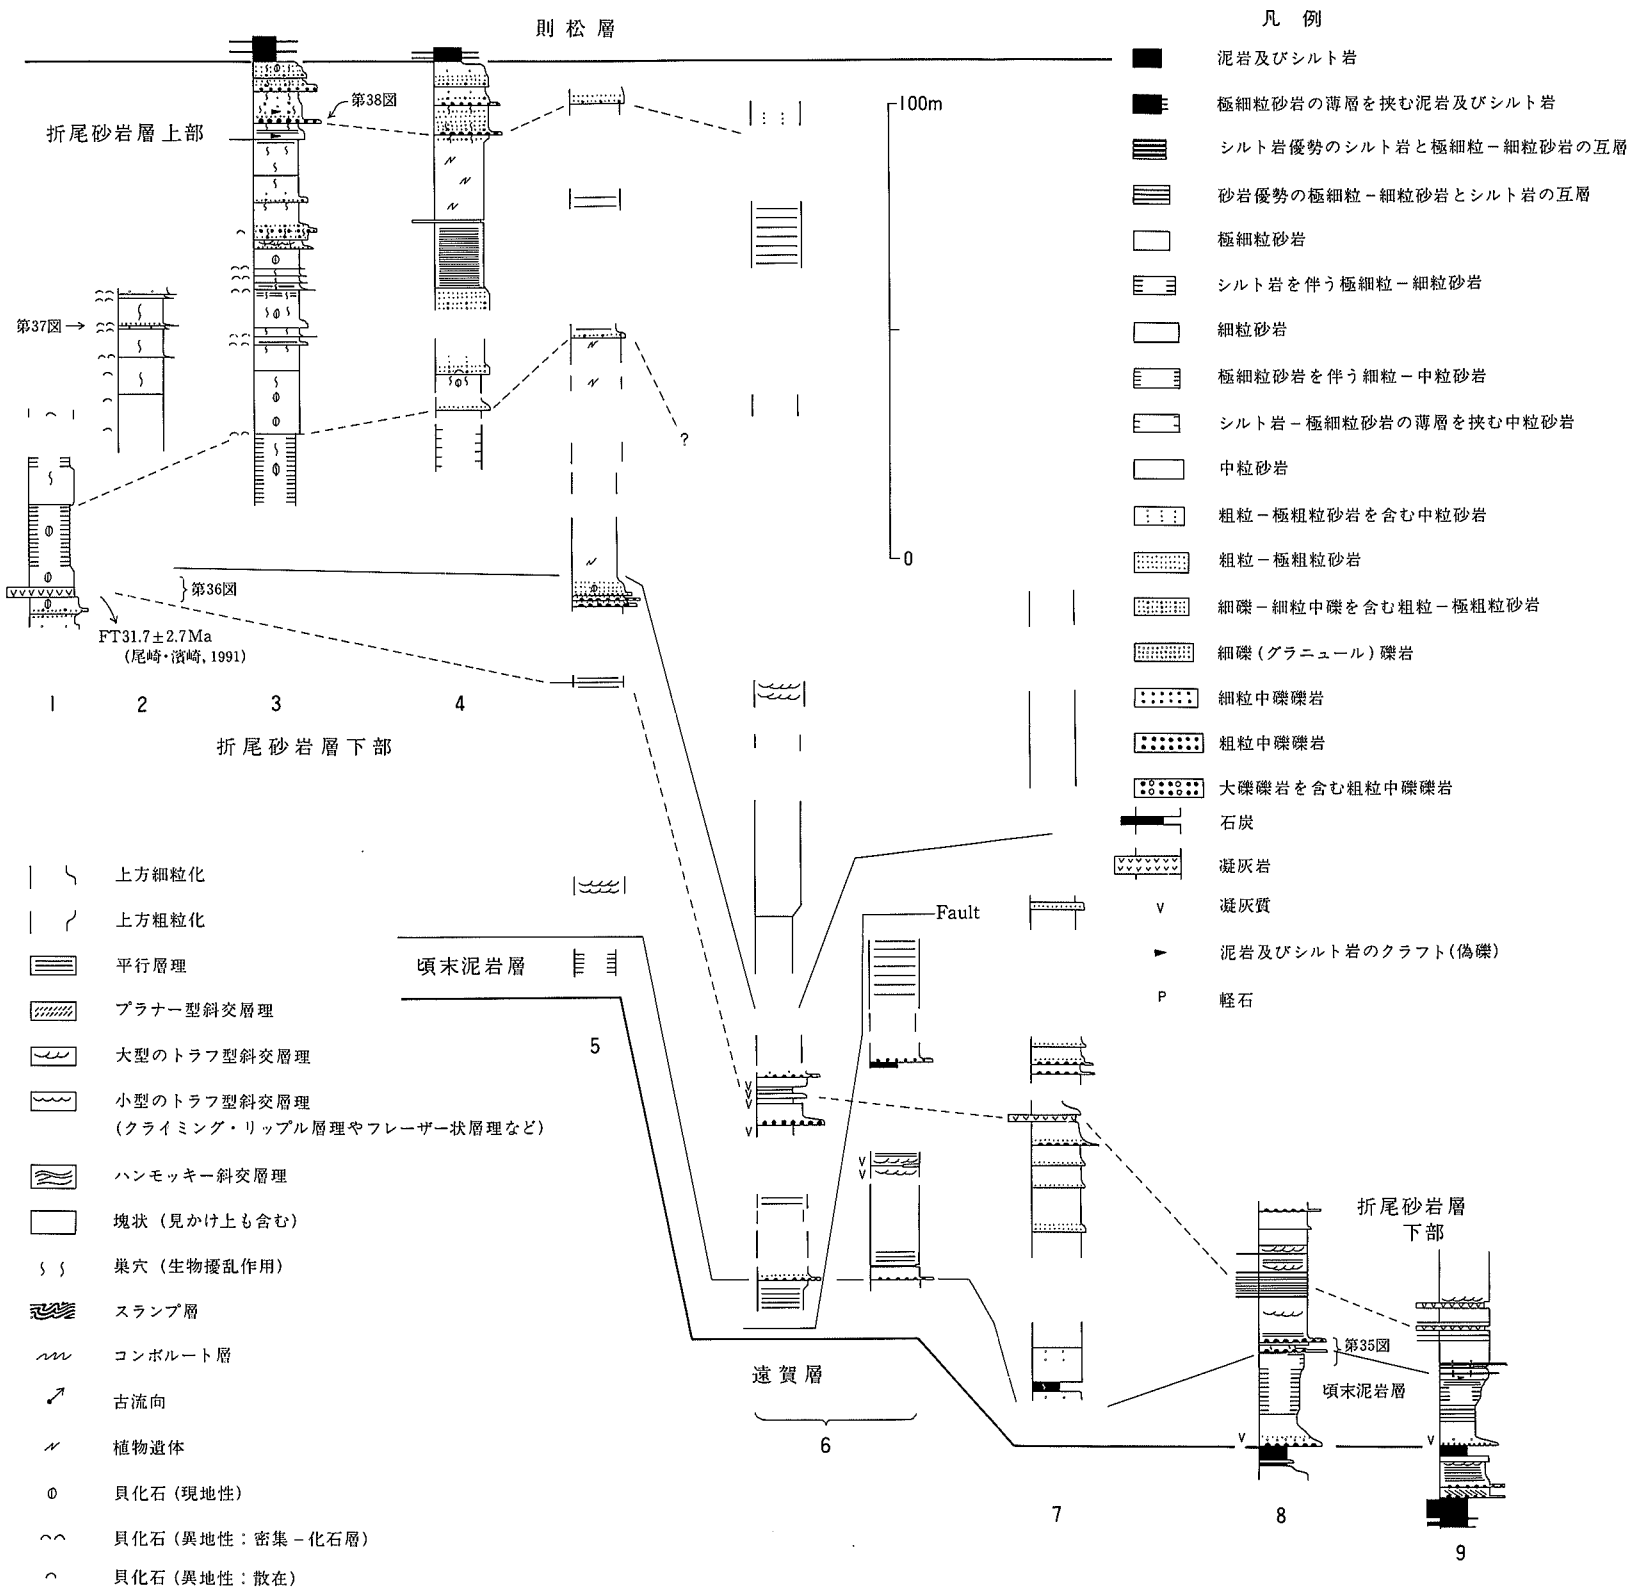 則松層
折尾砂岩層上部
第38図
第37図
100m
0
?
第36図
FT31.7±2.7Ma
(尾崎・濱崎, 1991)
1
2
3
4
折尾砂岩層下部
Fault
頃末泥岩層
5
遠賀層
6
7
折尾砂岩層
下部
第35図
頃末泥岩層
8
9
凡 例
泥岩及びシルト岩
極細粒砂岩の薄層を挟む泥岩及びシルト岩
シルト岩優勢のシルト岩と極細粒−細粒砂岩の互層
砂岩優勢の極細粒−細粒砂岩とシルト岩の互層
極細粒砂岩
シルト岩を伴う極細粒−細粒砂岩
細粒砂岩
極細粒砂岩を伴う細粒−中粒砂岩
シルト岩−極細粒砂岩の薄層を挟む中粒砂岩
中粒砂岩
粗粒−極粗粒砂岩を含む中粒砂岩
粗粒−極粗粒砂岩
細礫−細粒中礫を含む粗粒−極粗粒砂岩
細礫(グラニュール)礫岩
細粒中礫礫岩
粗粒中礫礫岩
大礫礫岩を含む粗粒中礫礫岩
石炭
凝灰岩
V 凝灰質
泥岩及びシルト岩のクラフト(偽礫)
P 軽石
上方細粒化
上方粗粒化
平行層理
プラナー型斜交層理
大型のトラフ型斜交層理
小型のトラフ型斜交層理
(クライミング・リップル層理やフレーザー状層理など)
ハンモッキー斜交層理
塊状(見かけ上も含む)
巣穴(生物擾乱作用)
スランプ層
コンボルート層
古流向
植物遺体
貝化石(現地性)
貝化石(異地性：密集−化石層)
貝化石(異地性：散在)